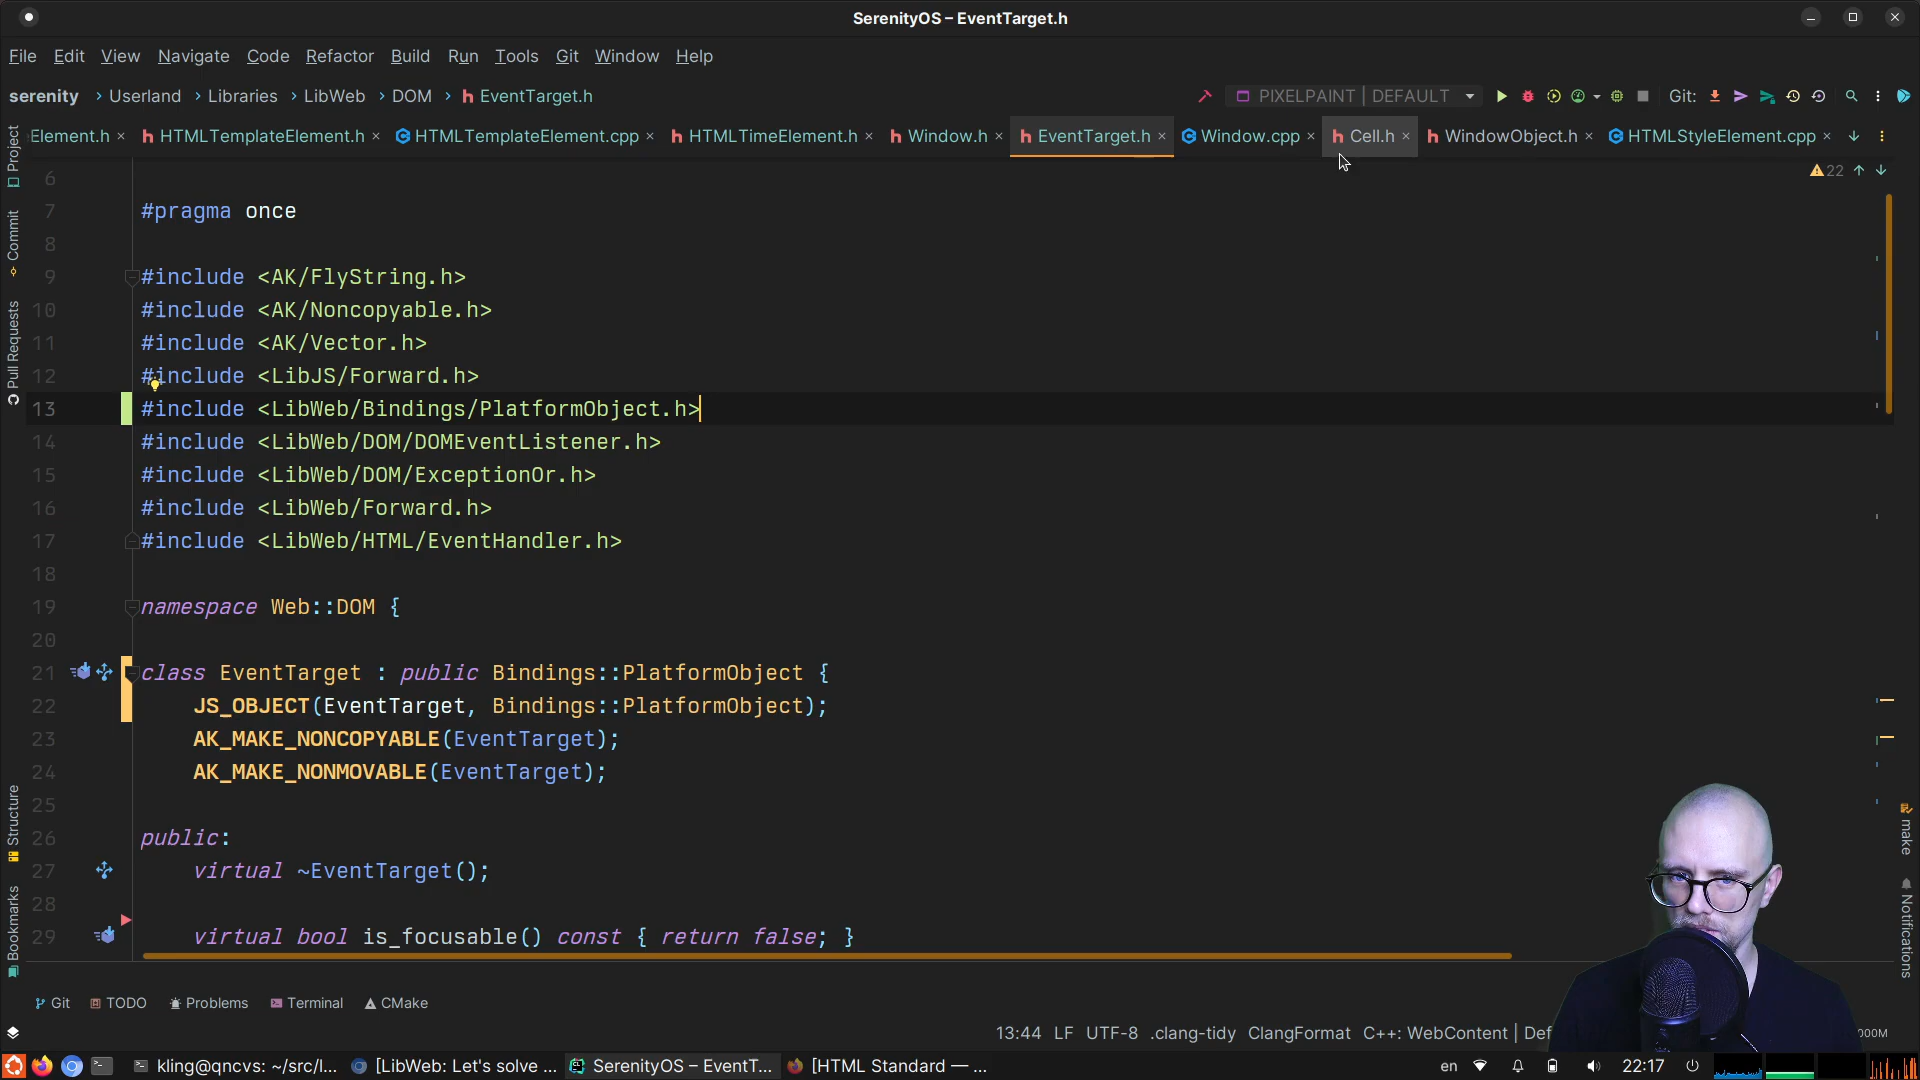 SerenityOS – EventTarget.h
File Edit View Navigate Code Refactor Build Run Tools Git Window Help
serenity › Userland › Libraries › LibWeb › DOM › EventTarget.h
PIXELPAINT | DEFAULT
Git:
Element.h HTMLTemplateElement.h HTMLTemplateElement.cpp HTMLTimeElement.h Window.h EventTarget.h Window.cpp Cell.h WindowObject.h HTMLStyleElement.cpp
22
Project
Commit
Pull Requests
Structure
Bookmarks
6
7 #pragma once
8
9 #include <AK/FlyString.h>
10 #include <AK/Noncopyable.h>
11 #include <AK/Vector.h>
12 #include <LibJS/Forward.h>
13 #include <LibWeb/Bindings/PlatformObject.h>
14 #include <LibWeb/DOM/DOMEventListener.h>
15 #include <LibWeb/DOM/ExceptionOr.h>
16 #include <LibWeb/Forward.h>
17 #include <LibWeb/HTML/EventHandler.h>
18
19 namespace Web::DOM {
20
21 class EventTarget : public Bindings::PlatformObject {
22 JS_OBJECT(EventTarget, Bindings::PlatformObject);
23 AK_MAKE_NONCOPYABLE(EventTarget);
24 AK_MAKE_NONMOVABLE(EventTarget);
25
26 public:
27 virtual ~EventTarget();
28
29 virtual bool is_focusable() const { return false; }
make
Notifications
Git TODO Problems Terminal CMake
13:44 LF UTF-8 .clang-tidy ClangFormat C++: WebContent | Def
000M
kling@qncvs: ~/src/l... [LibWeb: Let's solve ... SerenityOS – EventT... [HTML Standard — ...
en 22:17